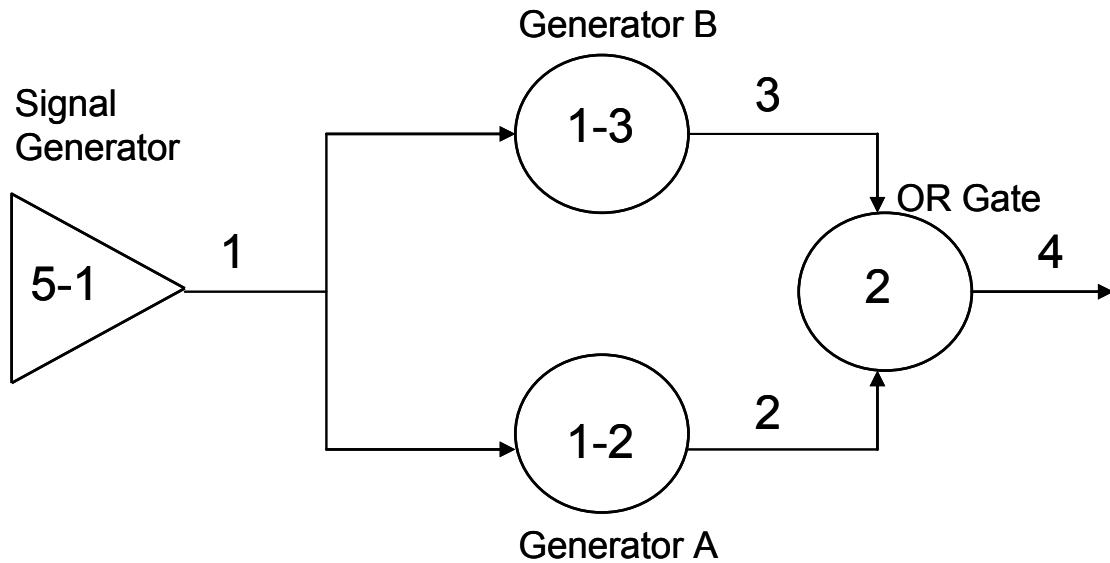 Generator B
1-3
3
Signal
Generator
5-1
1
OR Gate
2
4
1-2
2
Generator A